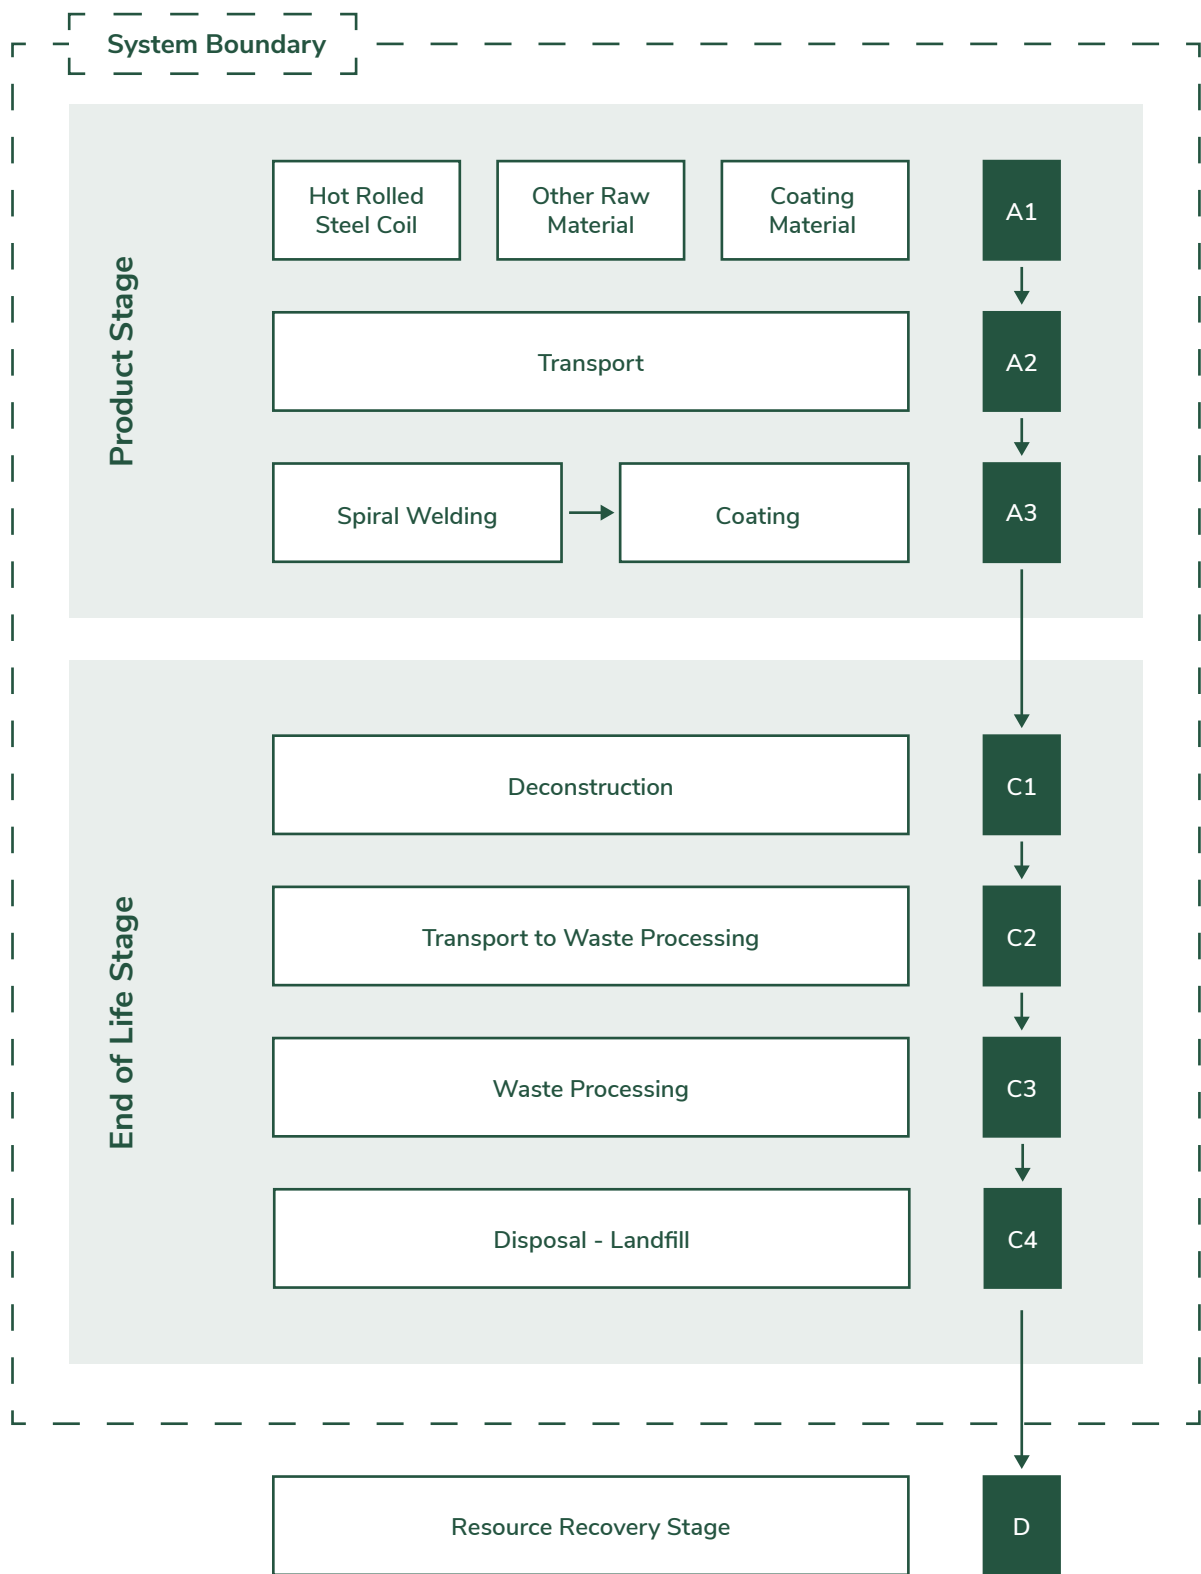 System Boundary
Product Stage
Hot Rolled
Steel Coil
Other Raw
Material
Coating
Material
A1
Transport
A2
Spiral Welding
Coating
A3
End of Life Stage
Deconstruction
C1
Transport to Waste Processing
C2
Waste Processing
C3
Disposal - Landfill
C4
Resource Recovery Stage
D